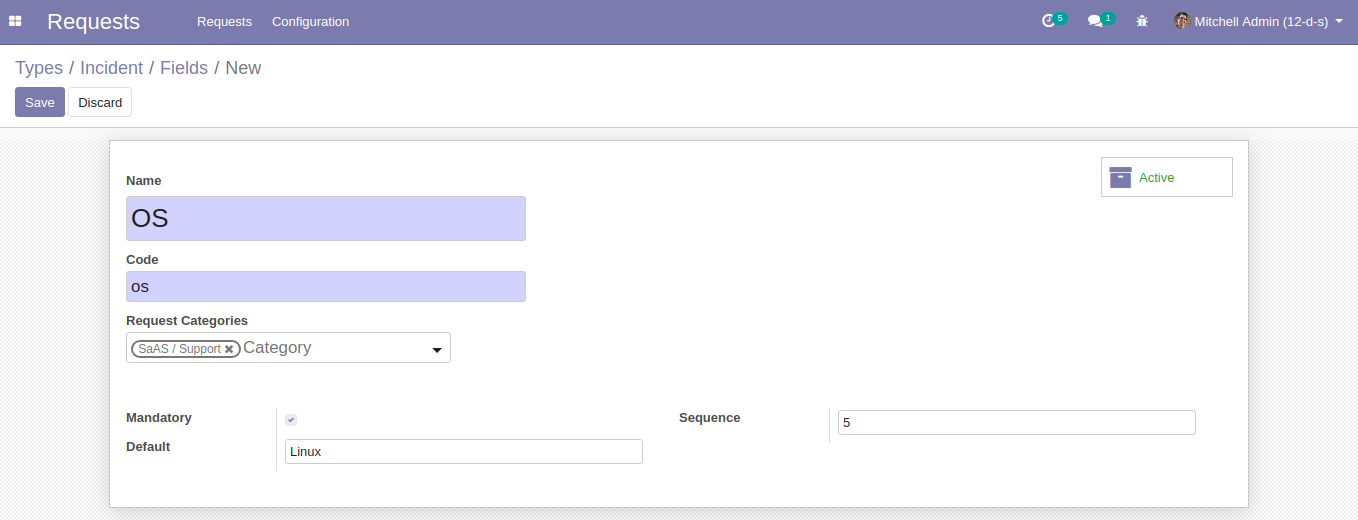 Requests Requests Configuration 5 1 Mitchell Admin (12-d-s)
Types / Incident / Fields / New
Save Discard
Active
Name
OS
Code
os
Request Categories
SaAS / Support Category
Mandatory Sequence 5
Default Linux